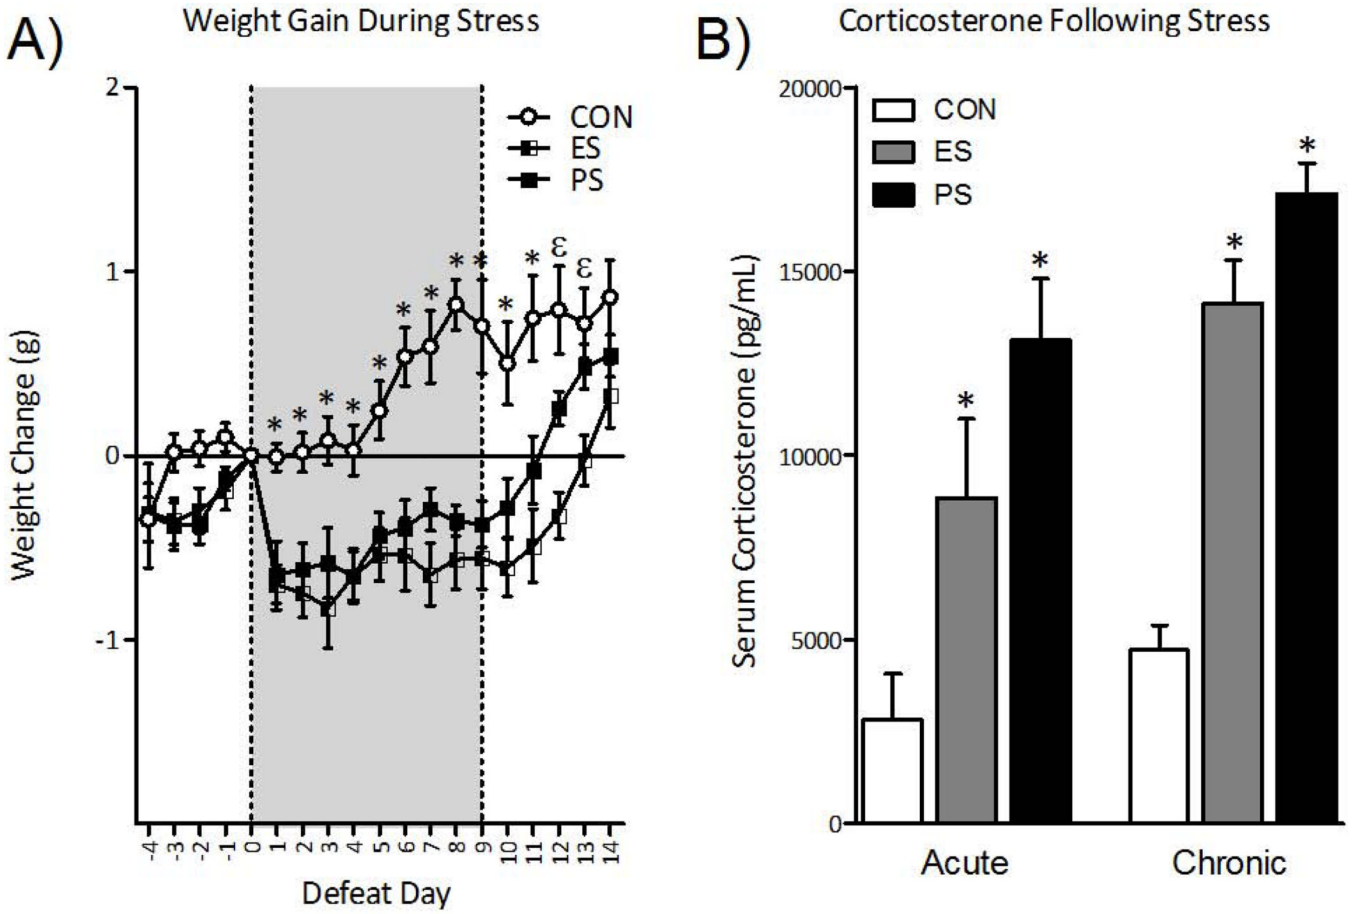 A)
Weight Gain During Stress
2
1
0
-1
Weight Change (g)
CON
ES
PS
* * * * * * * * * * * ε ε
-4 -3 -2 -1 0 1 2 3 4 5 6 7 8 9 10 11 12 13 14
Defeat Day
B)
Corticosterone Following Stress
20000
15000
10000
5000
0
Serum Corticosterone (pg/mL)
CON
ES
PS
* * * *
Acute Chronic